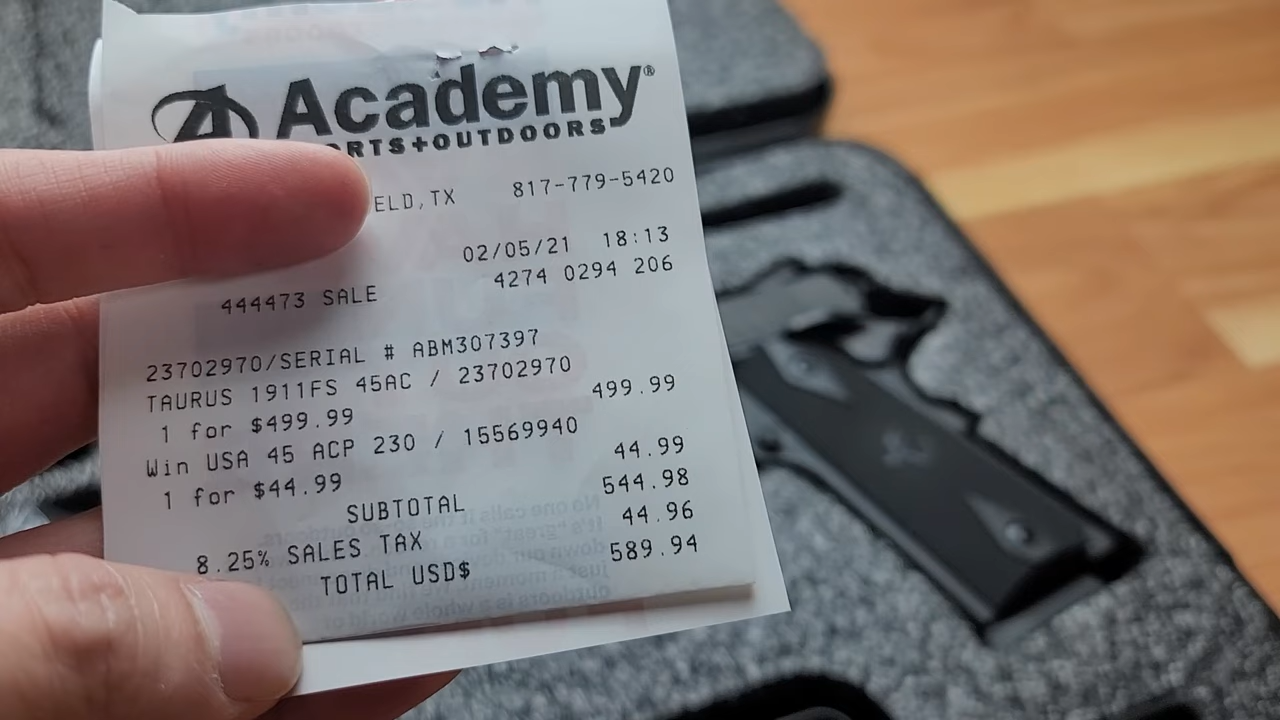 Academy®
RTS+OUTDOORS
ELD, TX 817-779-5420
02/05/21 18:13
4274 0294 206
444473 SALE
23702970/SERIAL # ABM307397
TAURUS 1911FS 45AC / 23702970
1 for $499.99 499.99
Win USA 45 ACP 230 / 15569940
1 for $44.99 44.99
SUBTOTAL 544.98
8.25% SALES TAX 44.96
TOTAL USD$ 589.94